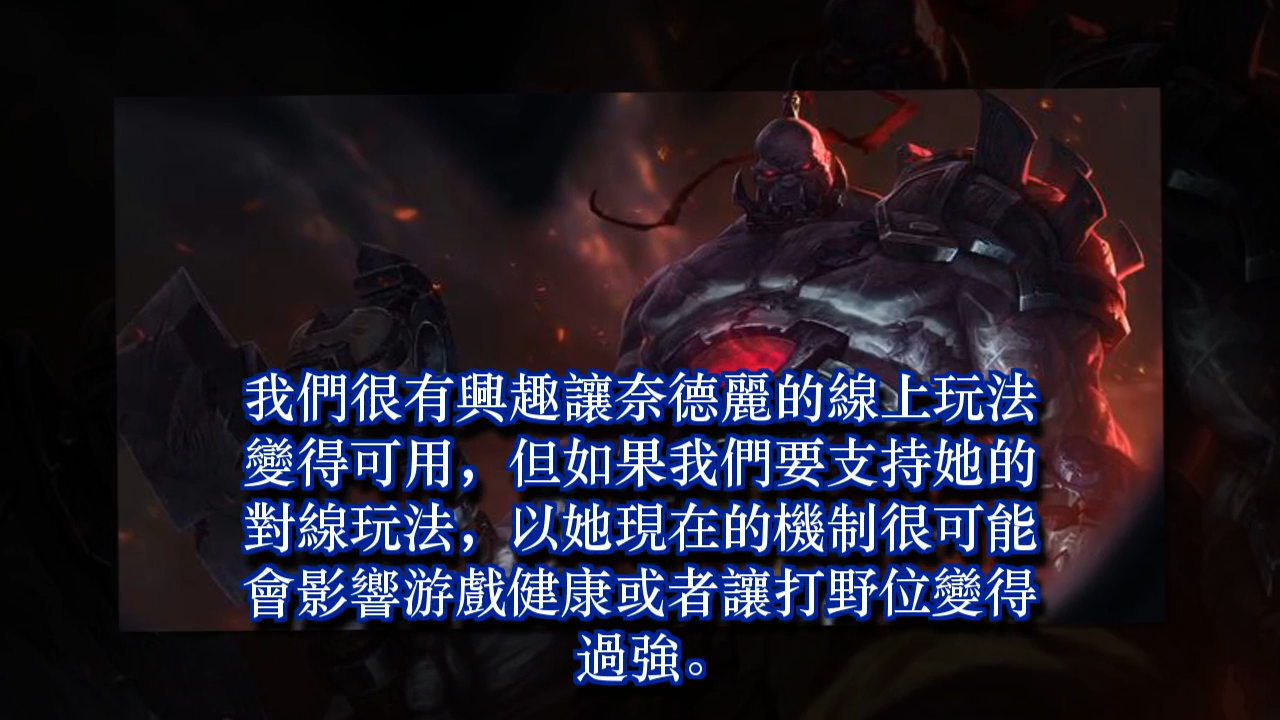 我們很有興趣讓奈德麗的線上玩法
變得可用，但如果我們要支持她的
對線玩法，以她現在的機制很可能
會影響游戲健康或者讓打野位變得
過強。